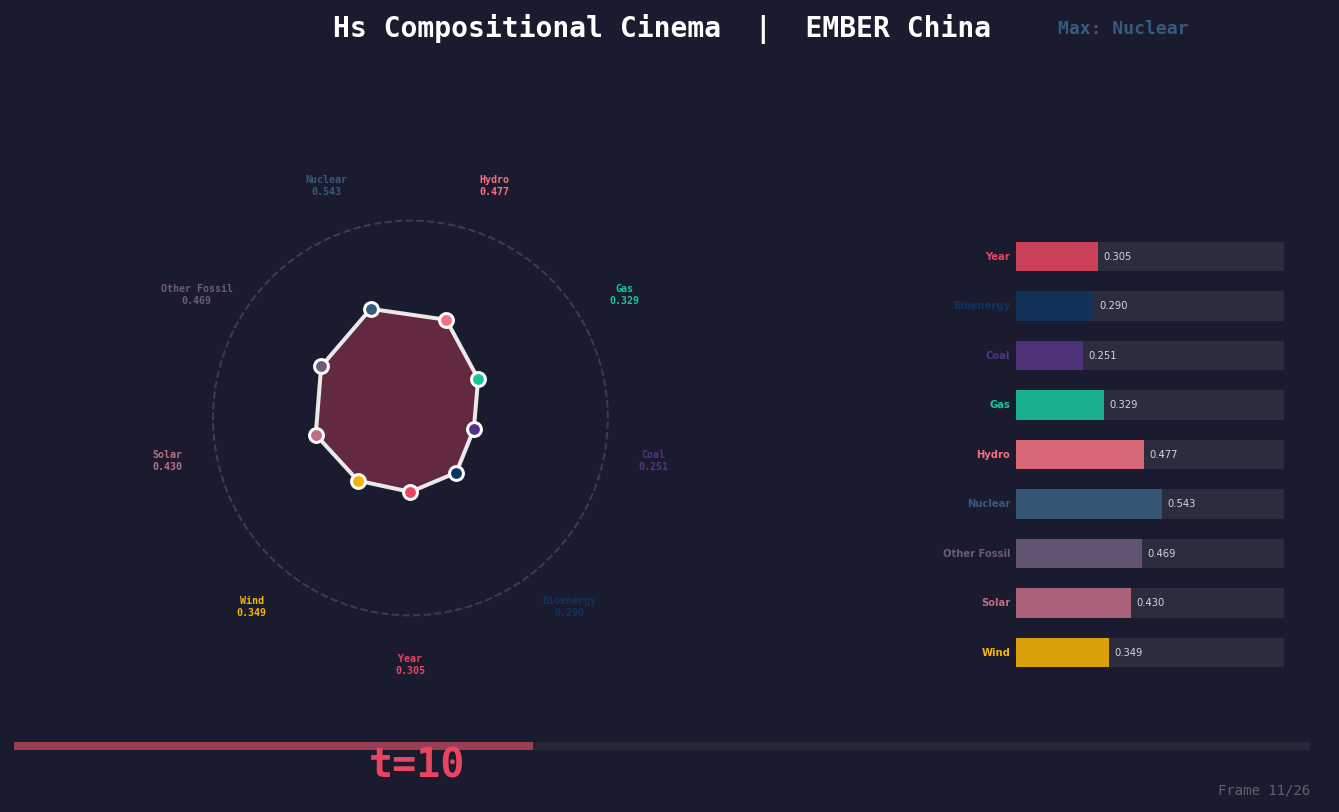 Hs Compositional Cinema | EMBER China
Max: Nuclear
Nuclear
0.543
Hydro
0.477
Other Fossil
0.469
Gas
0.329
Solar
0.430
Coal
0.251
Wind
0.349
Bioenergy
0.290
Year
0.305
Year 0.305
Bioenergy 0.290
Coal 0.251
Gas 0.329
Hydro 0.477
Nuclear 0.543
Other Fossil 0.469
Solar 0.430
Wind 0.349
t=10
Frame 11/26